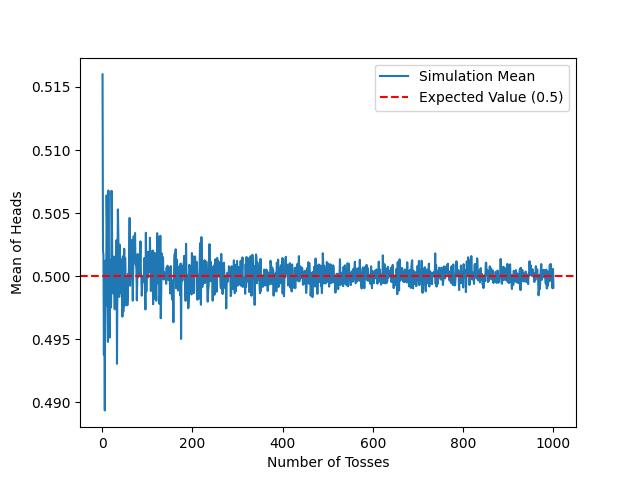 Simulation Mean
Expected Value (0.5)
0.515
0.510
0.505
0.500
0.495
0.490
Mean of Heads
0 200 400 600 800 1000
Number of Tosses